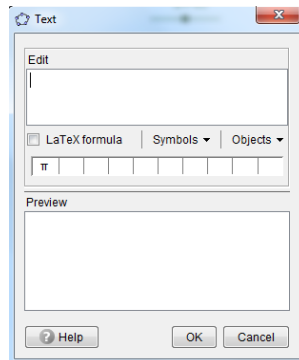 Text
Edit
LaTeX formula Symbols Objects
π
Preview
Help OK Cancel